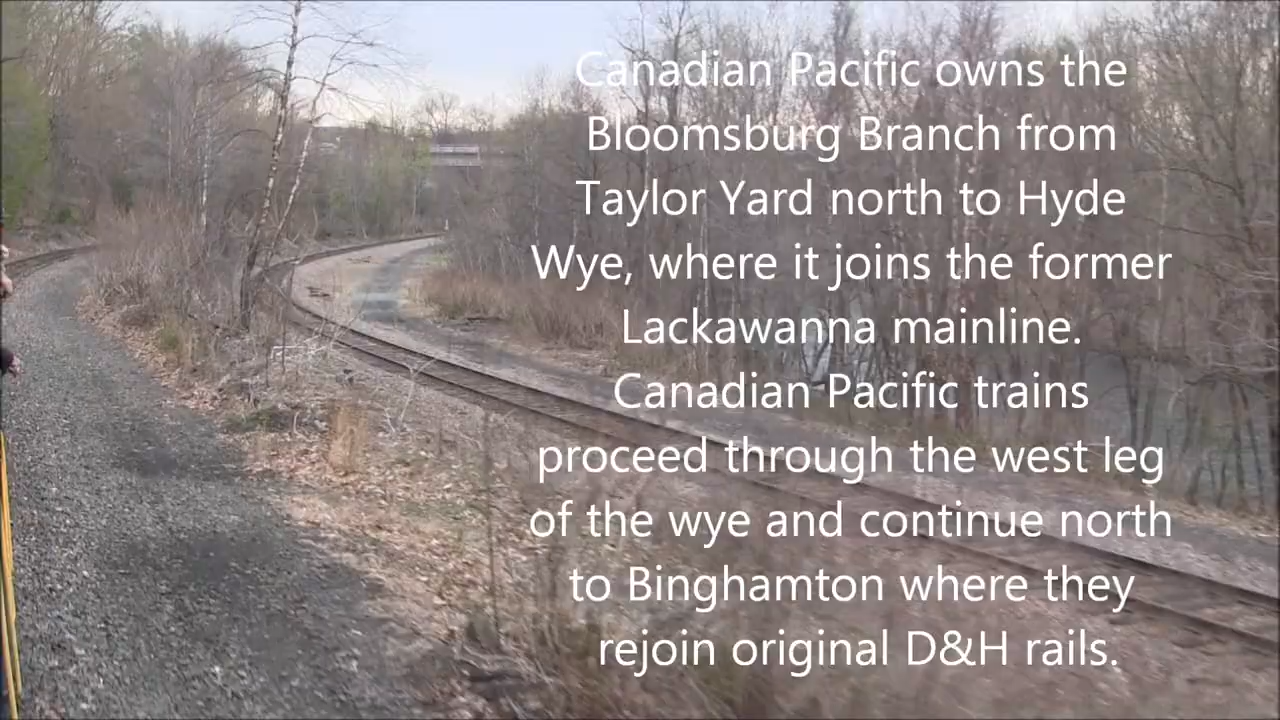 Canadian Pacific owns the
Bloomsburg Branch from
Taylor Yard north to Hyde
Wye, where it joins the former
Lackawanna mainline.
Canadian Pacific trains
proceed through the west leg
of the wye and continue north
to Binghamton where they
rejoin original D&H rails.